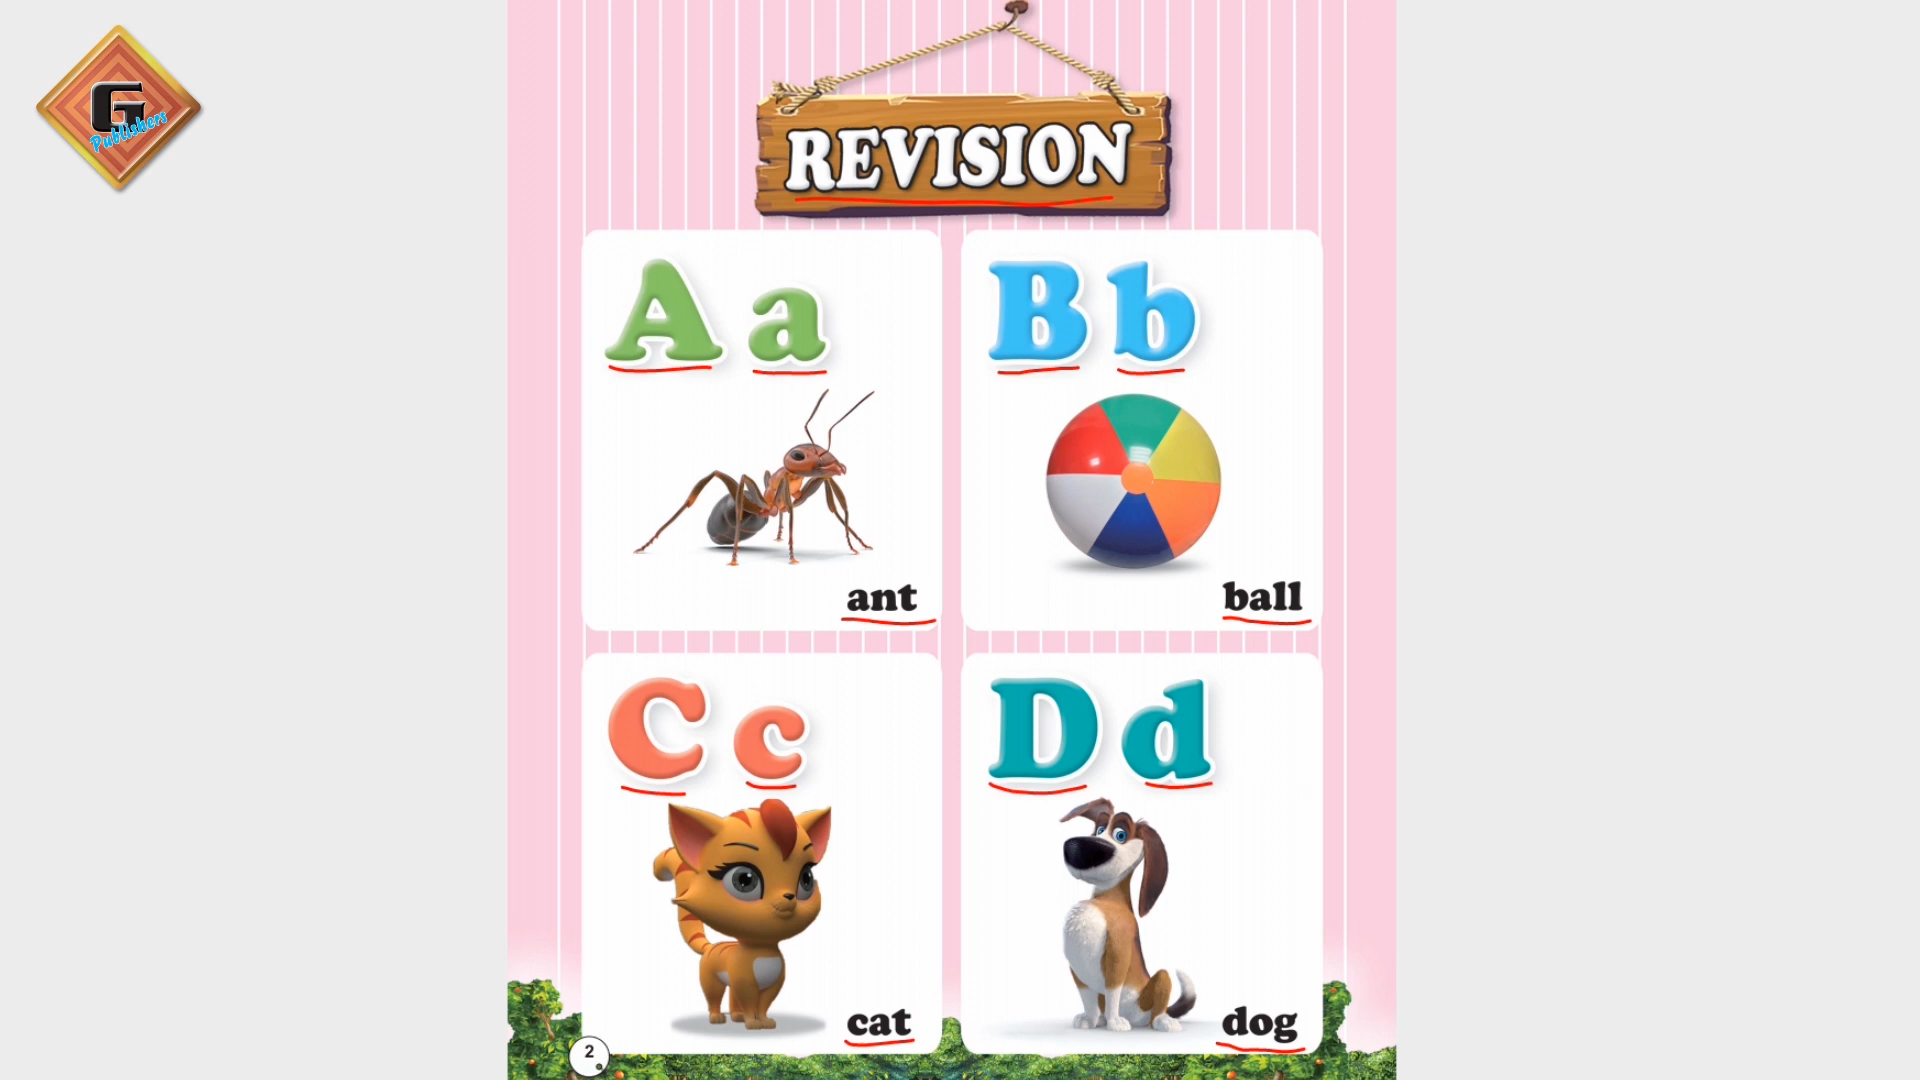 G
Publishers
REVISION
A a
B b
ant
ball
C c
D d
cat
dog
2